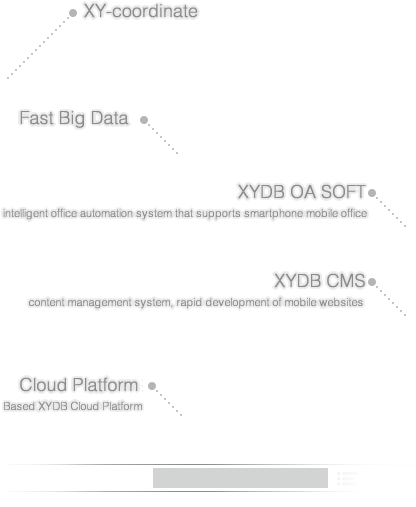 XY-coordinate
Fast Big Data
XYDB OA SOFT
intelligent office automation system that supports smartphone mobile office
XYDB CMS
content management system, rapid development of mobile websites
Cloud Platform
Based XYDB Cloud Platform